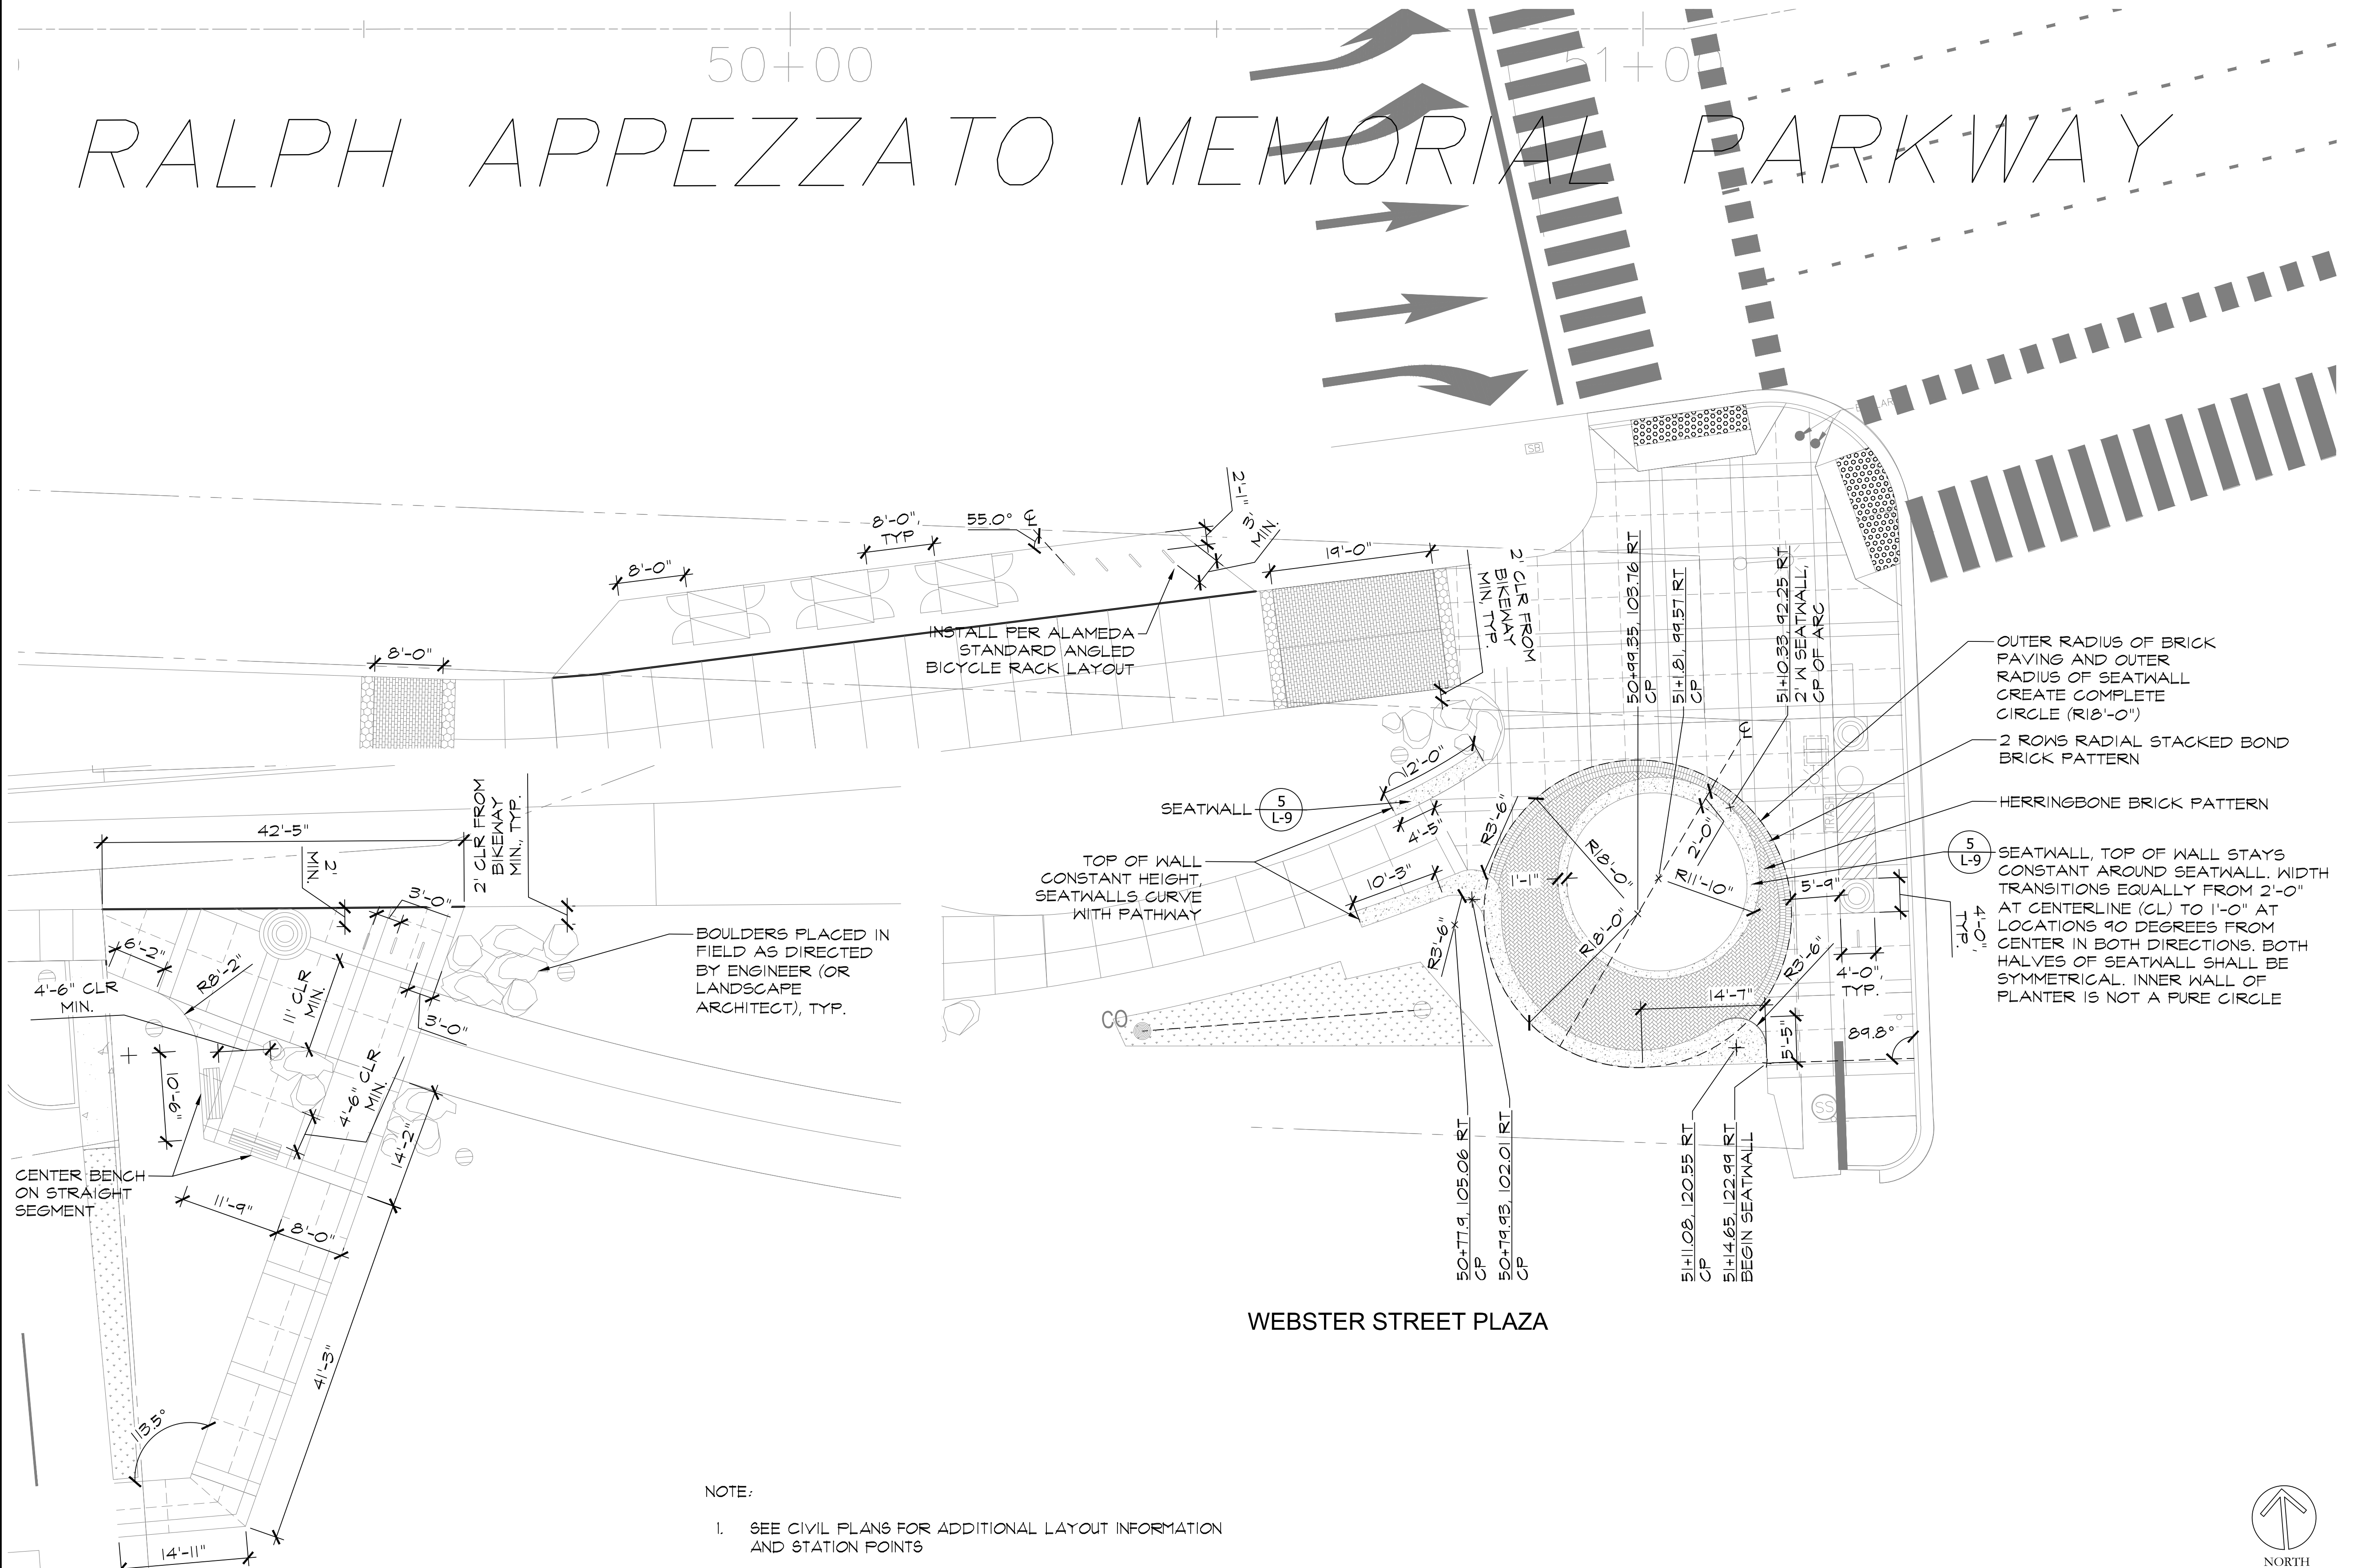 50+00
51+00
RALPH APPEZZATO MEMORIAL PARKWAY
SB
2'-1"
3'
MIN.
8'-0",
TYP
55.0°
CL
8'-0"
19'-0"
8'-0"
INSTALL PER ALAMEDA
STANDARD ANGLED
BICYCLE RACK LAYOUT
2' CLR FROM
BIKEWAY
MIN, TYP.
50+99.35, 103.76 RT
CP
51+1.81, 99.57 RT
CP
51+10.33, 92.25 RT
2' W SEATWALL,
CP OF ARC
CL
OUTER RADIUS OF BRICK
PAVING AND OUTER
RADIUS OF SEATWALL
CREATE COMPLETE
CIRCLE (R18'-0")
2 ROWS RADIAL STACKED BOND
BRICK PATTERN
HERRINGBONE BRICK PATTERN
5
L-9
SEATWALL, TOP OF WALL STAYS
CONSTANT AROUND SEATWALL. WIDTH
TRANSITIONS EQUALLY FROM 2'-0"
AT CENTERLINE (CL) TO 1'-0" AT
LOCATIONS 90 DEGREES FROM
CENTER IN BOTH DIRECTIONS. BOTH
HALVES OF SEATWALL SHALL BE
SYMMETRICAL. INNER WALL OF
PLANTER IS NOT A PURE CIRCLE
12'-0"
SEATWALL
5
L-9
4'-5"
R3'-6"
TOP OF WALL
CONSTANT HEIGHT,
SEATWALLS CURVE
WITH PATHWAY
10'-3"
R3'-6"
1'-1"
R18'-0"
2'-0"
R11'-10"
R18'-0"
TRASH
5'-9"
4'-0",
TYP.
4'-0",
TYP.
R3'-6"
14'-7"
5'-5"
89.8°
SS
CO
50+77.9, 105.06 RT
CP
50+79.93, 102.01 RT
CP
51+11.08, 120.55 RT
CP
51+14.65, 122.99 RT
BEGIN SEATWALL
WEBSTER STREET PLAZA
42'-5"
2'
MIN.
2' CLR FROM
BIKEWAY
MIN., TYP.
3'-0"
6'-2"
R8'-2"
4'-6" CLR
MIN.
11' CLR
MIN.
3'-0"
BOULDERS PLACED IN
FIELD AS DIRECTED
BY ENGINEER (OR
LANDSCAPE
ARCHITECT), TYP.
10'-6"
4'-6" CLR
MIN.
14'-2"
CENTER BENCH
ON STRAIGHT
SEGMENT
11'-9"
8'-0"
41'-3"
113.5°
14'-11"
NOTE:
1. SEE CIVIL PLANS FOR ADDITIONAL LAYOUT INFORMATION
AND STATION POINTS
NORTH